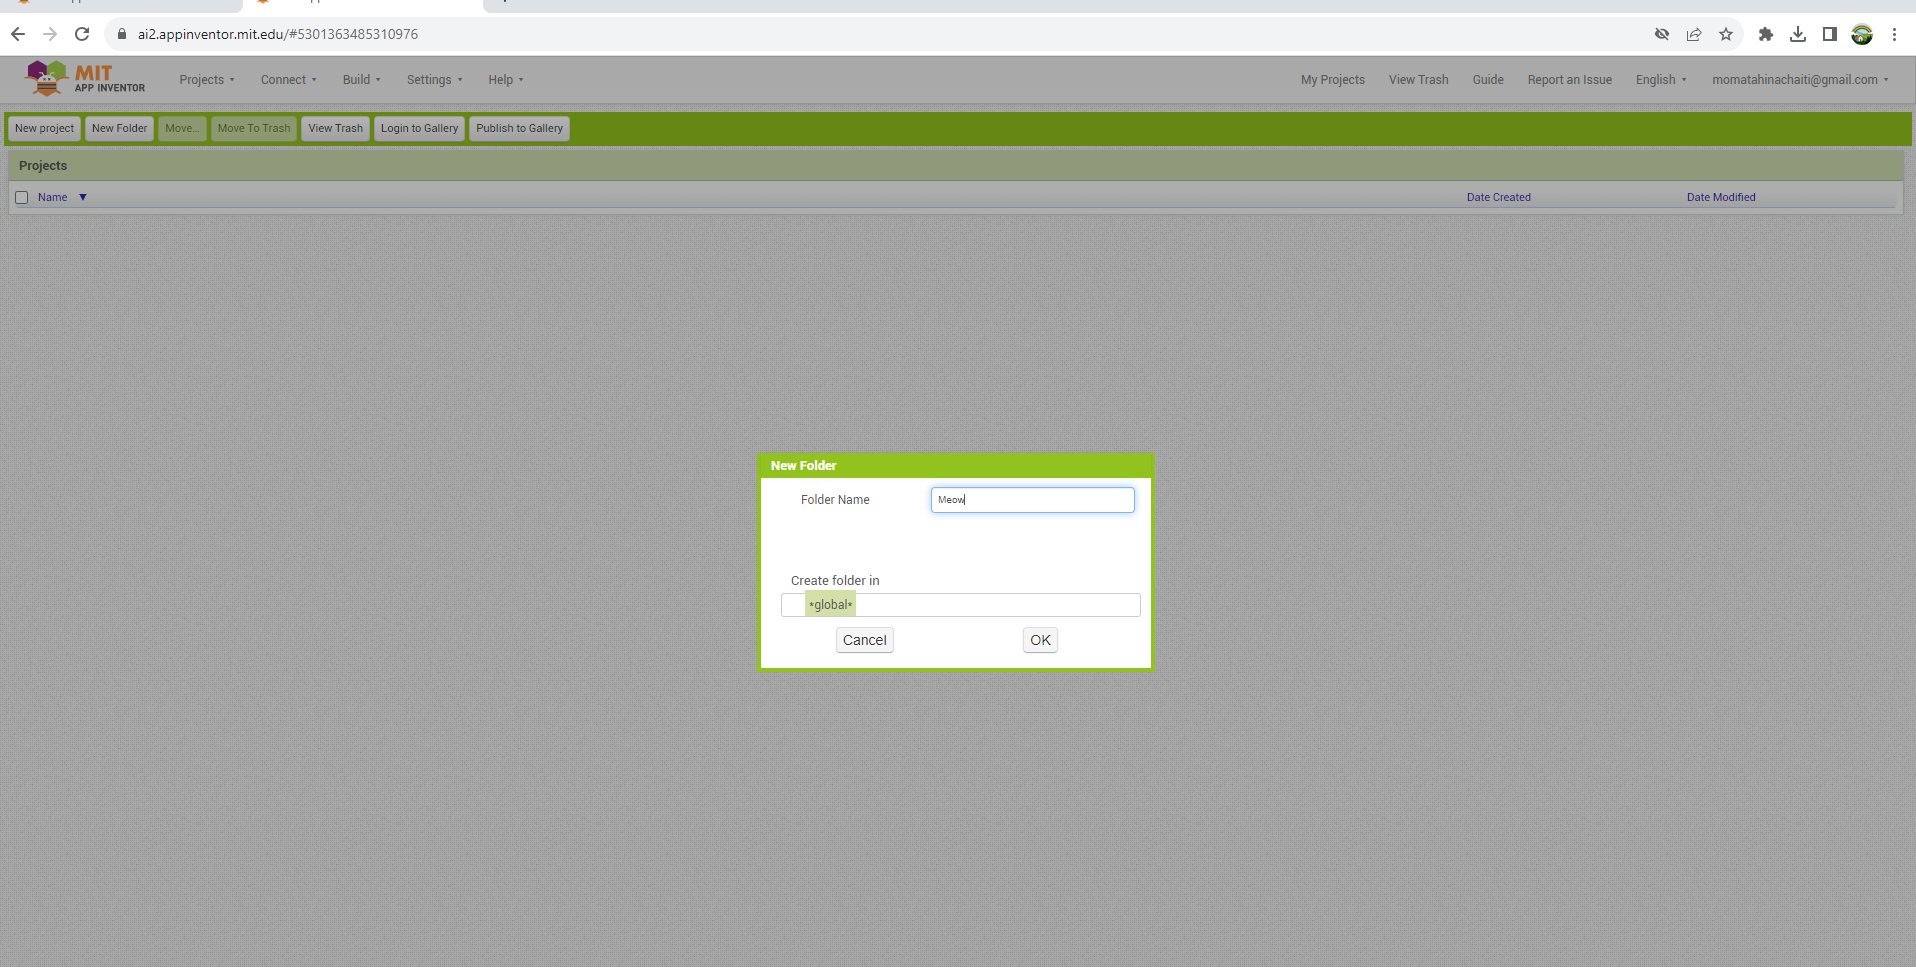 ai2.appinventor.mit.edu/#5301363485310976
MIT
APP INVENTOR
Projects Connect Build Settings Help My Projects View Trash Guide Report an Issue English momatahinachaiti@gmail.com
New project New Folder Move... Move To Trash View Trash Login to Gallery Publish to Gallery
Projects
Name ▼ Date Created Date Modified
New Folder
Folder Name Meow
Create folder in
*global*
Cancel OK